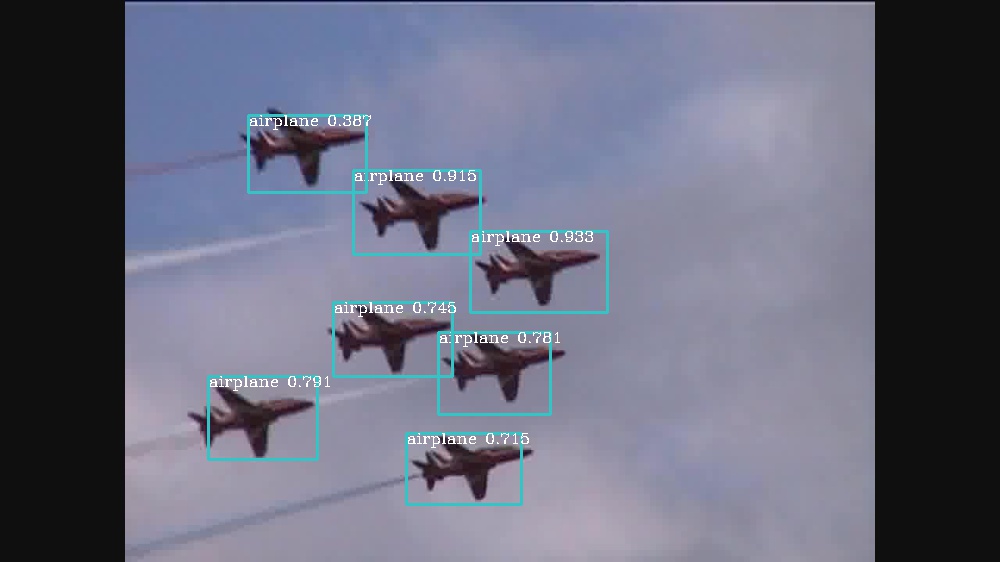 airplane 0.387
airplane 0.915
airplane 0.933
airplane 0.745
airplane 0.781
airplane 0.791
airplane 0.715